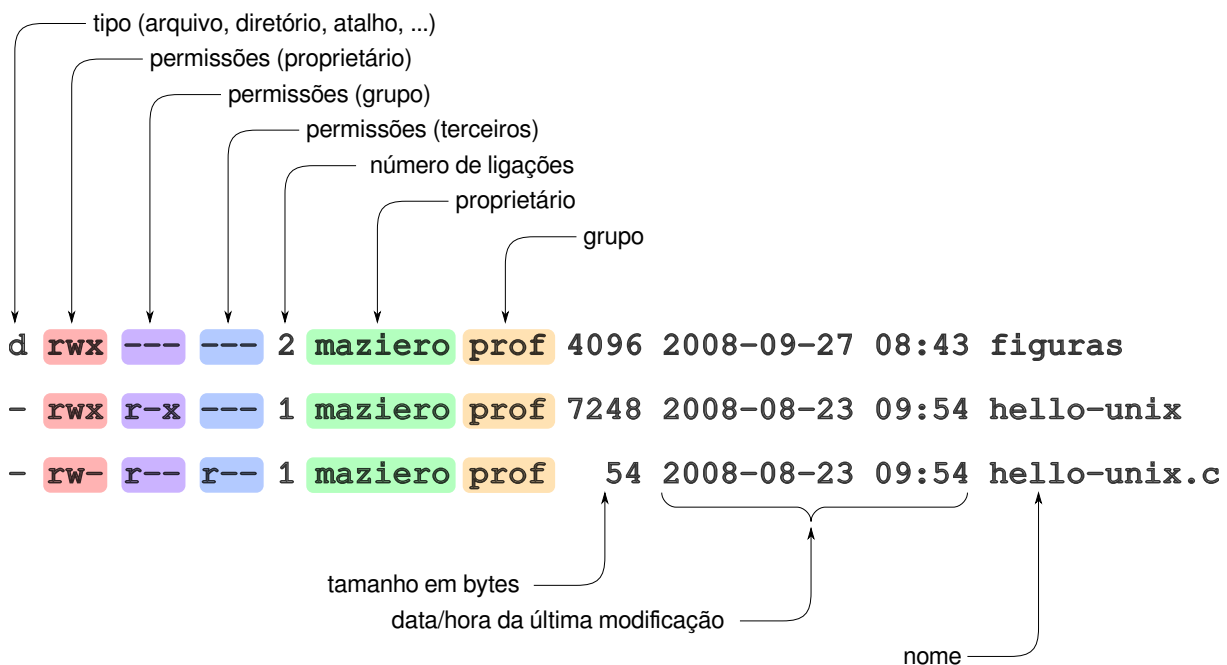 tipo (arquivo, diretório, atalho, ...)
permissões (proprietário)
permissões (grupo)
permissões (terceiros)
número de ligações
proprietário
grupo
d rwx --- --- 2 maziero prof 4096 2008-09-27 08:43 figuras
- rwx r-x --- 1 maziero prof 7248 2008-08-23 09:54 hello-unix
- rw- r-- r-- 1 maziero prof 54 2008-08-23 09:54 hello-unix.c
tamanho em bytes
data/hora da última modificação
nome